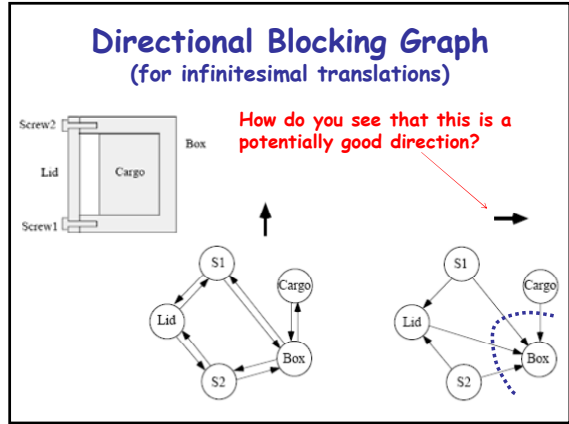 Directional Blocking Graph
(for infinitesimal translations)
How do you see that this is a
potentially good direction?
Screw2
Box
Lid
Cargo
Screw1
S1
Cargo
Lid
Box
S2
S1
Cargo
Lid
Box
S2